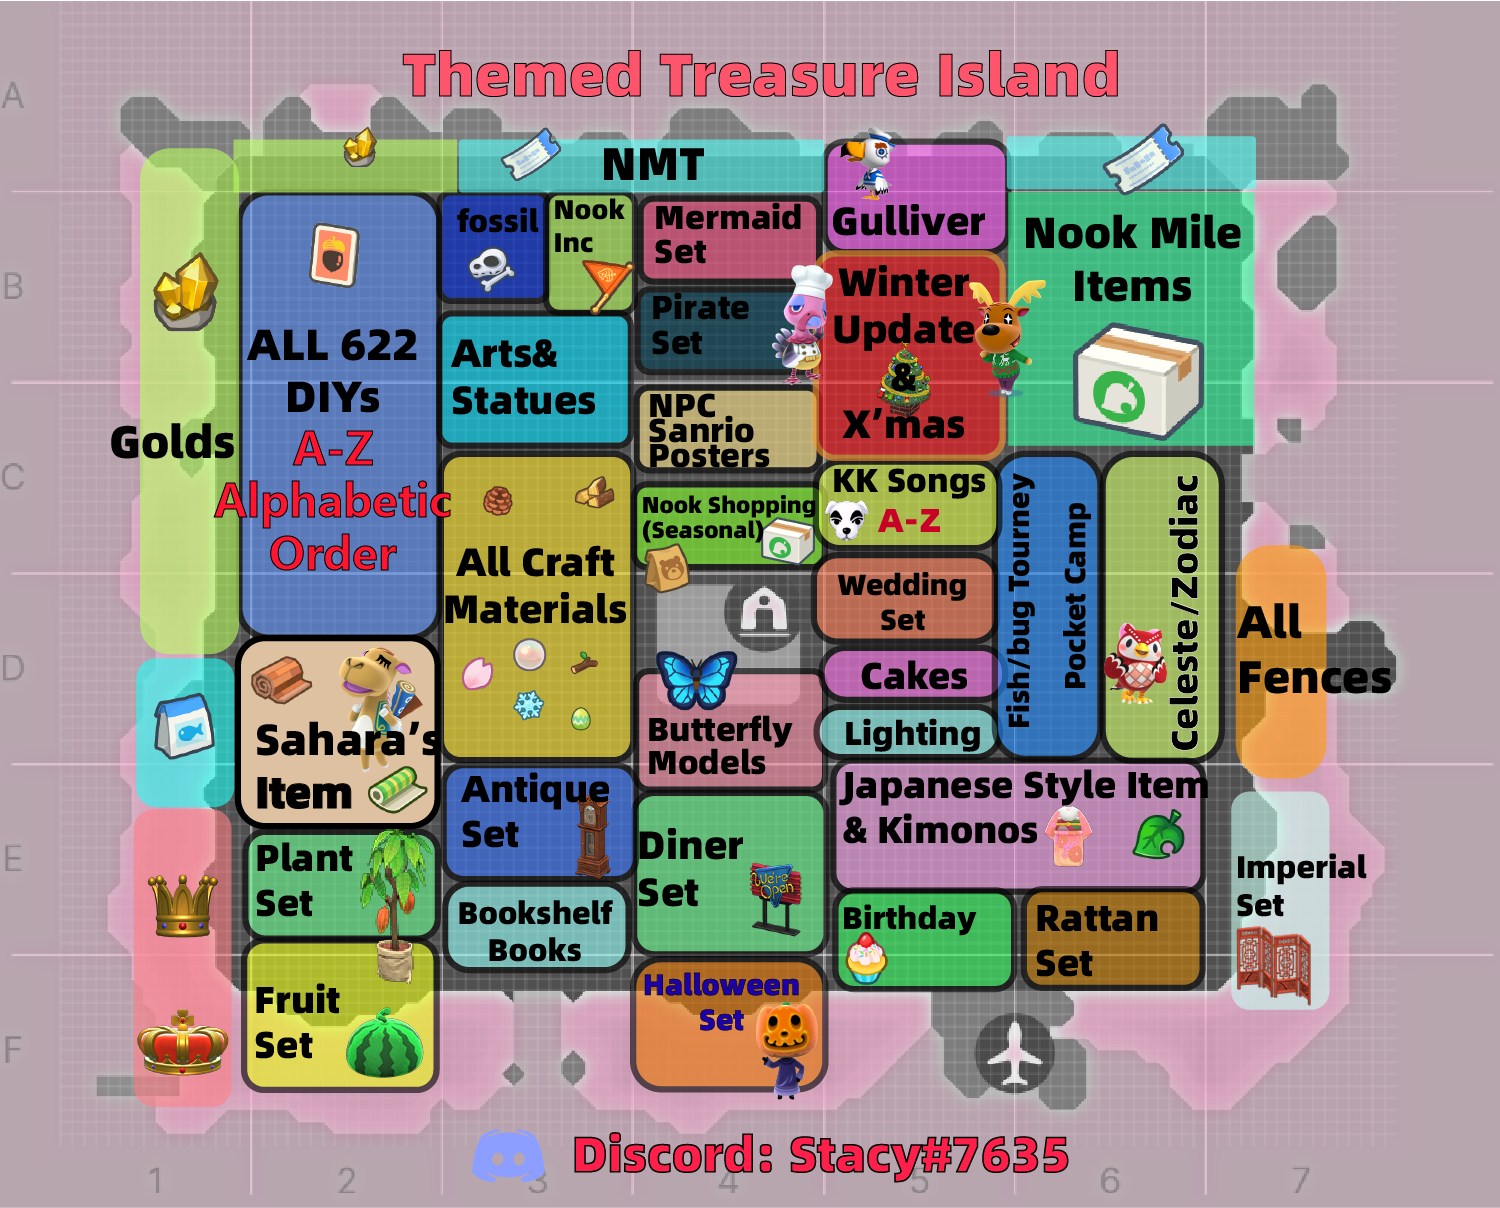 Themed Treasure Island
A
NMT
fossil
Nook
Inc
Mermaid
Set
Gulliver
Nook Mile
Items
B
Pirate
Set
Winter
Update
&
X’mas
ALL 622
DIYs
A-Z
Alphabetic
Order
Arts&
Statues
NPC
Sanrio
Posters
Golds
C
Nook Shopping
(Seasonal)
KK Songs
A-Z
Fish/bug Tourney
Pocket Camp
Celeste/Zodiac
All Craft
Materials
Wedding
Set
All
Fences
D
Cakes
Sahara’s
Item
Butterfly
Models
Lighting
Antique
Set
Japanese Style Item
& Kimonos
E
Plant
Set
Diner
Set
We're
Open
Imperial
Set
Bookshelf
Books
Birthday
Rattan
Set
Fruit
Set
Halloween
Set
F
Discord: Stacy#7635
1
2
3
4
5
6
7